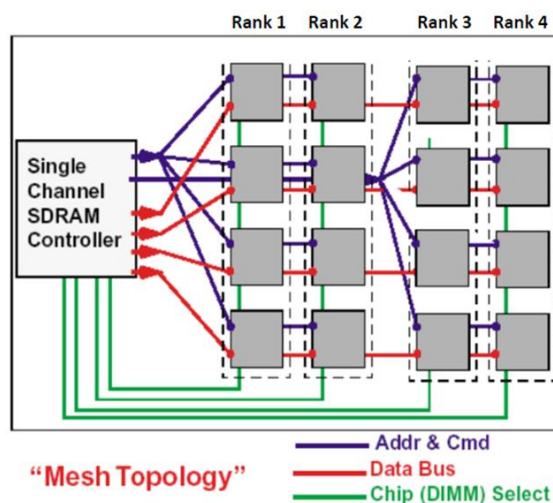 Rank 1 Rank 2 Rank 3 Rank 4
Single
Channel
SDRAM
Controller
Addr & Cmd
“Mesh Topology”
Data Bus
Chip (DIMM) Select